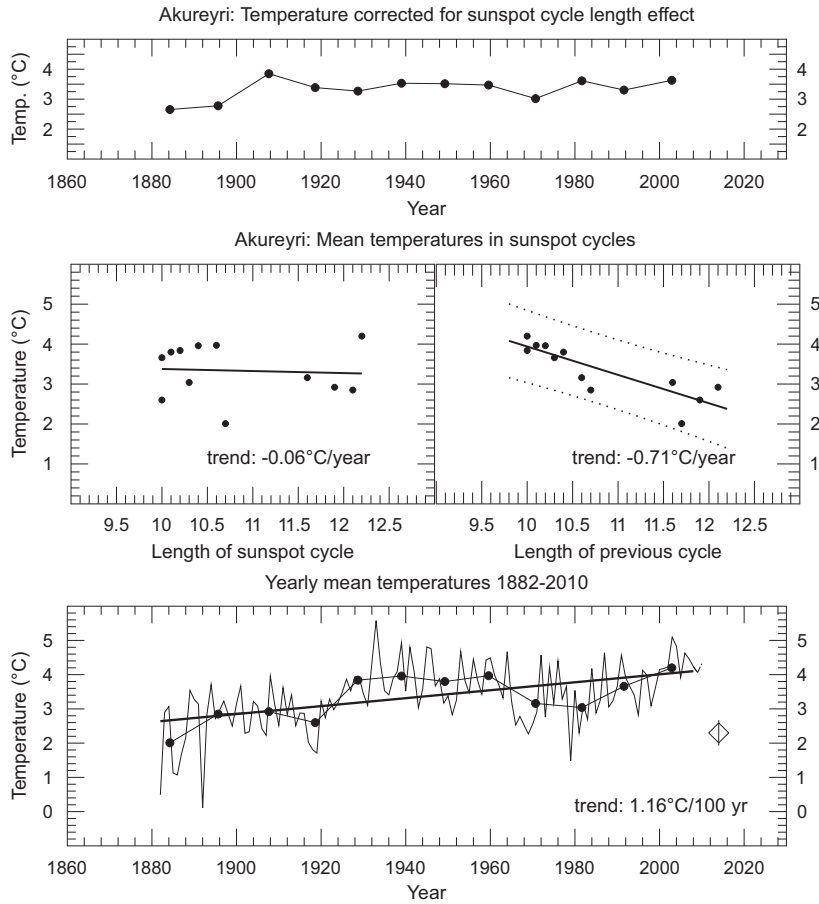 Akureyri: Temperature corrected for sunspot cycle length effect
Temp. (°C)
4 4
3 3
2 2
1860 1880 1900 1920 1940 1960 1980 2000 2020
Year
Akureyri: Mean temperatures in sunspot cycles
Temperature (°C)
5 5
4 4
3 3
2 2
1 1
trend: -0.06°C/year
trend: -0.71°C/year
9.5 10 10.5 11 11.5 12 12.5
9.5 10 10.5 11 11.5 12 12.5
Length of sunspot cycle
Length of previous cycle
Yearly mean temperatures 1882-2010
Temperature (°C)
5 5
4 4
3 3
2 2
1 1
0 0
trend: 1.16°C/100 yr
1860 1880 1900 1920 1940 1960 1980 2000 2020
Year